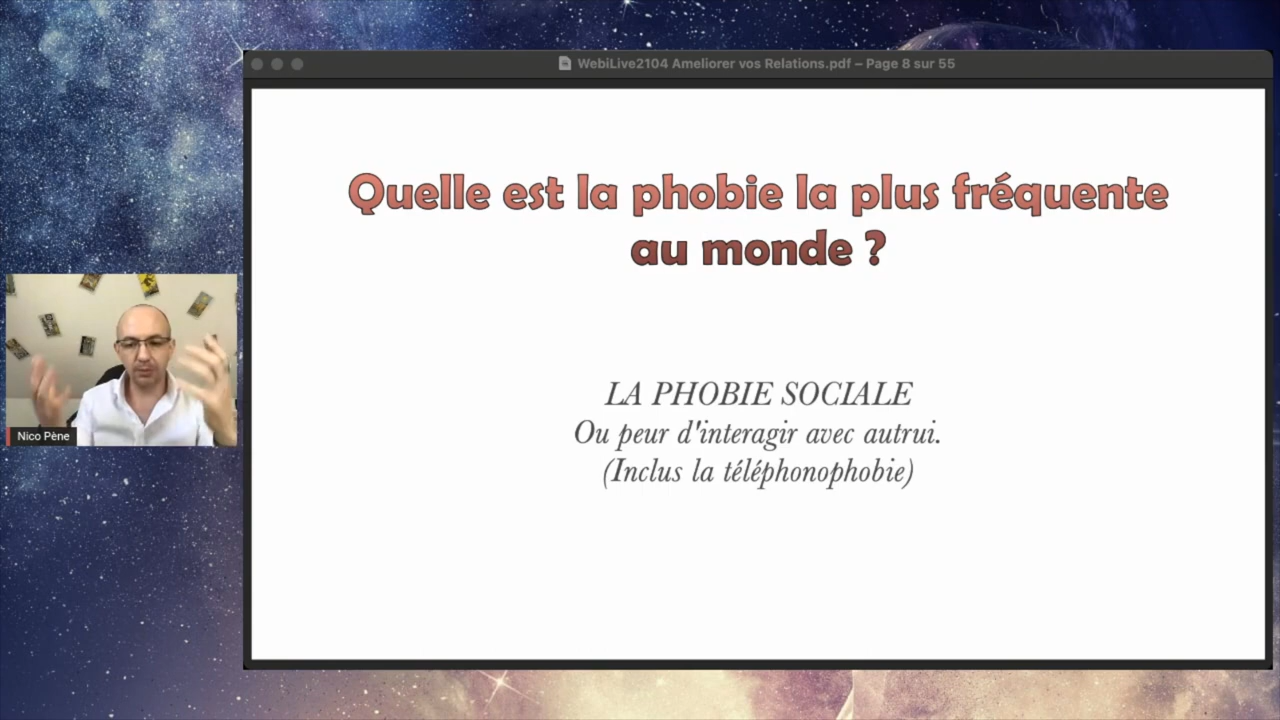 WebiLive2104 Ameliorer vos Relations.pdf – Page 8 sur 55
Quelle est la phobie la plus fréquente
au monde ?
LA PHOBIE SOCIALE
Ou peur d'interagir avec autrui.
(Inclus la téléphonophobie)
Nico Pène